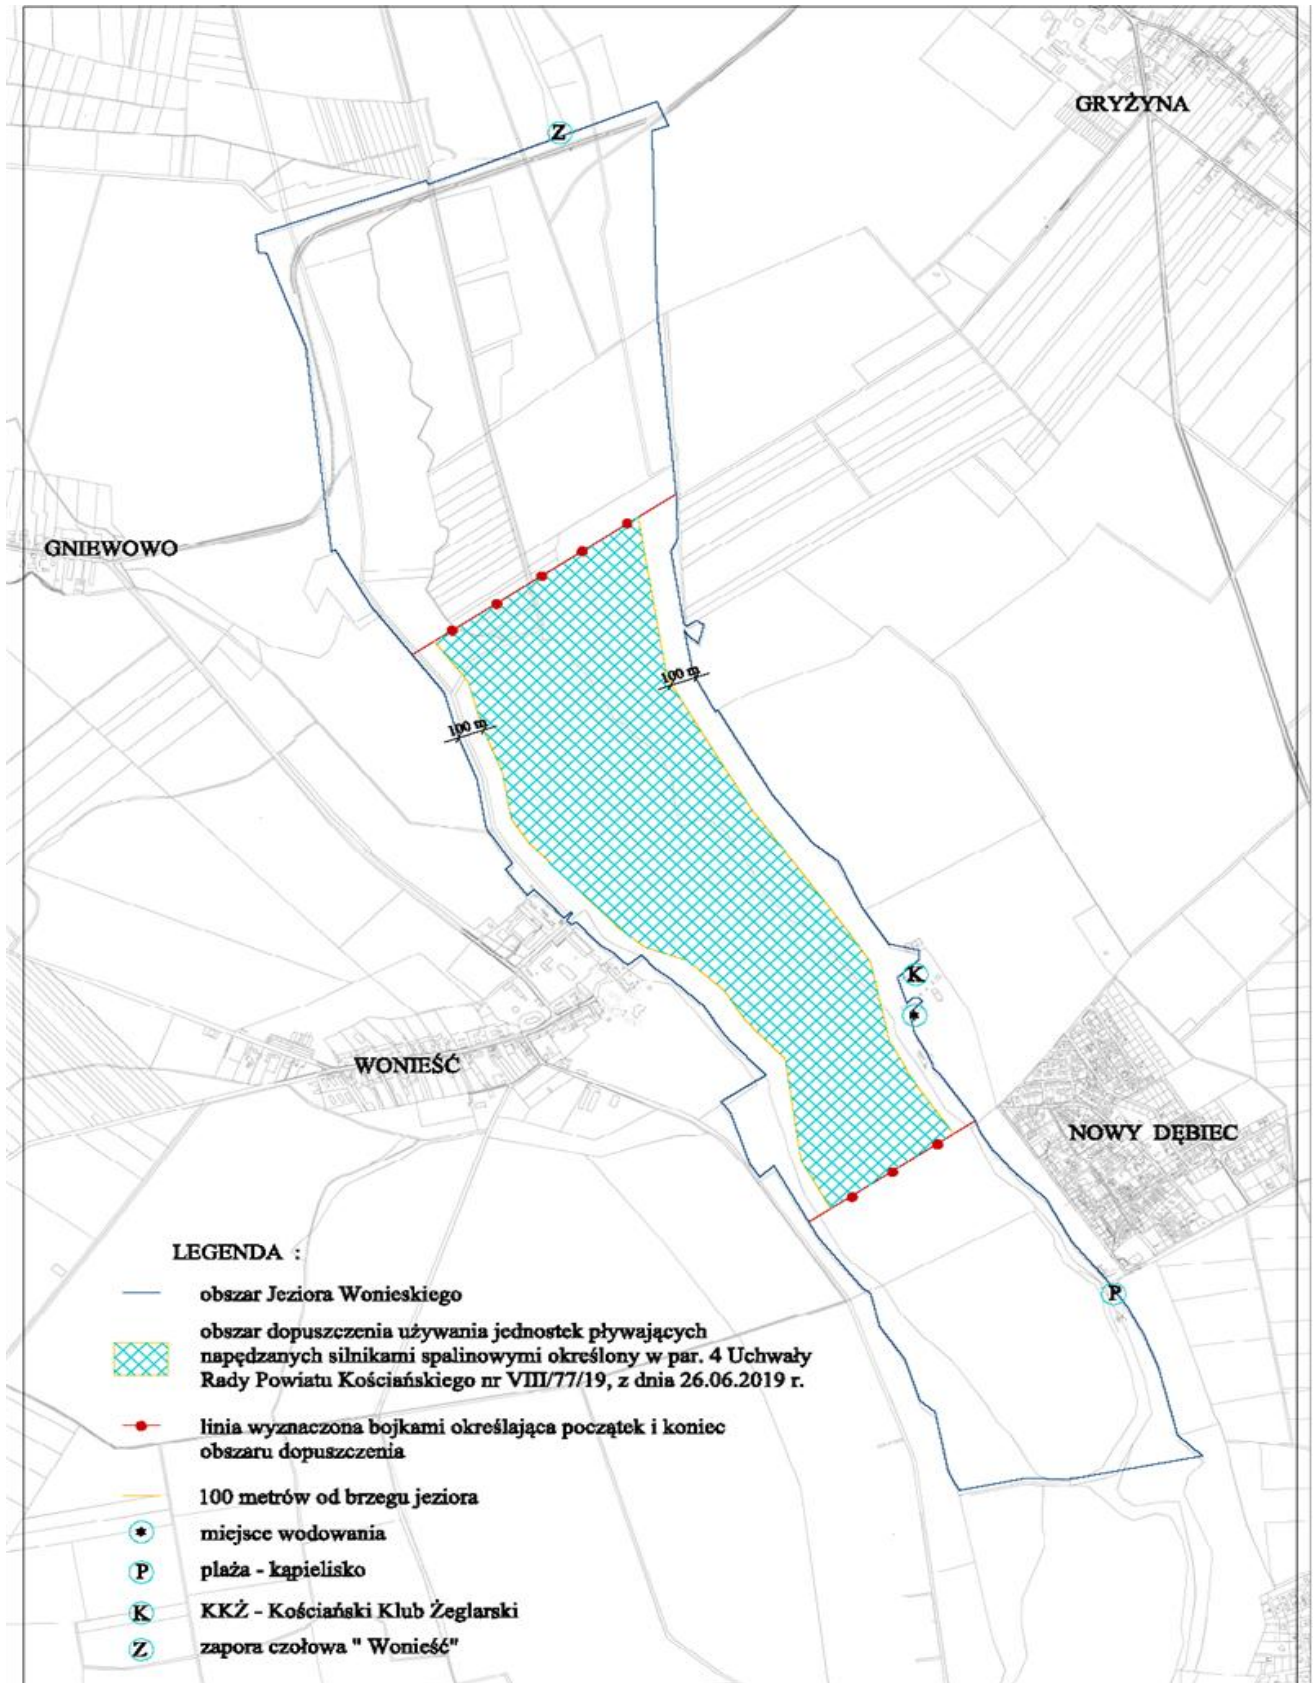 GRYŻYNA
Z
GNIEWOWO
100 m
100 m
K
WONIEŚĆ
NOWY DĘBIEC
P
LEGENDA :
obszar Jeziora Wonieskiego
obszar dopuszczenia używania jednostek pływających
napędzanych silnikami spalinowymi określony w par. 4 Uchwały
Rady Powiatu Kościańskiego nr VIII/77/19, z dnia 26.06.2019 r.
linia wyznaczona bojkami określająca początek i koniec
obszaru dopuszczenia
100 metrów od brzegu jeziora
miejsce wodowania
P plaża - kąpielisko
K KKŻ - Kościański Klub Żeglarski
Z zapora czołowa " Wonieść"